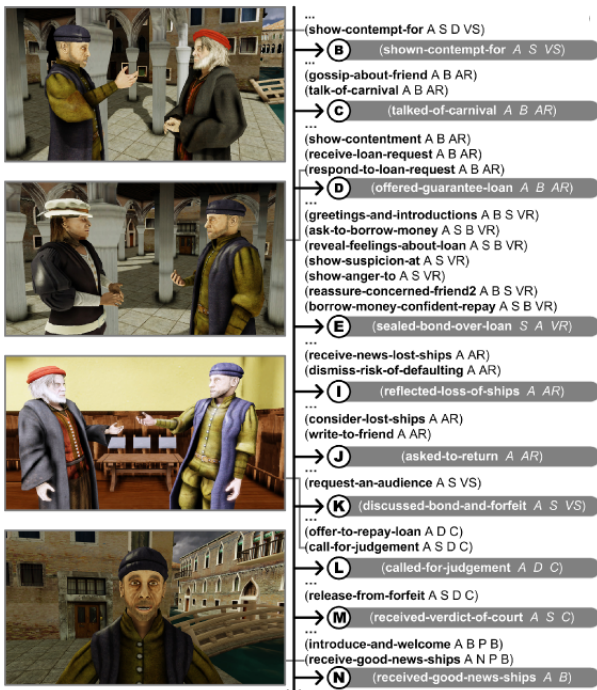 ...
(show-contempt-for A S D VS)
B (shown-contempt-for A S VS)
...
(gossip-about-friend A B AR)
(talk-of-carnival A B AR)
C (talked-of-carnival A B AR)
...
(show-contentment A B AR)
(receive-loan-request A B AR)
(respond-to-loan-request A B AR)
D (offered-guarantee-loan A B AR)
...
(greetings-and-introductions A B S VR)
(ask-to-borrow-money A S B VR)
(reveal-feelings-about-loan A S B VR)
(show-suspicion-at A S VR)
(show-anger-to A S VR)
(reassure-concerned-friend2 A B S VR)
(borrow-money-confident-repay A S B VR)
E (sealed-bond-over-loan S A VR)
...
(receive-news-lost-ships A AR)
(dismiss-risk-of-defaulting A AR)
I (reflected-loss-of-ships A AR)
...
(consider-lost-ships A AR)
(write-to-friend A AR)
J (asked-to-return A AR)
...
(request-an-audience A S VS)
K (discussed-bond-and-forfeit A S VS)
...
(offer-to-repay-loan A D C)
(call-for-judgement A S D C)
L (called-for-judgement A D C)
...
(release-from-forfeit A S D C)
M (received-verdict-of-court A S C)
...
(introduce-and-welcome A B P B)
(receive-good-news-ships A N P B)
N (received-good-news-ships A B)